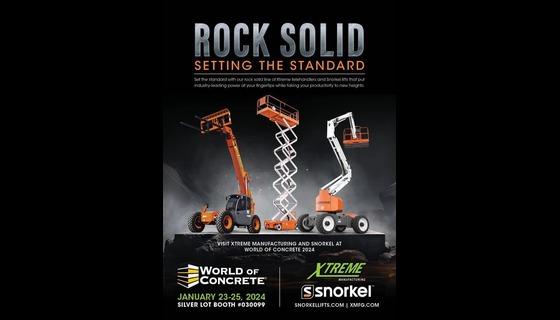 ROCK SOLID
SETTING THE STANDARD
Set the standard with our rock solid line of Xtreme telehandlers and Snorkel lifts that put
industry-leading power at your fingertips while taking your productivity to new heights.
VISIT XTREME MANUFACTURING AND SNORKEL AT
WORLD OF CONCRETE 2024
WORLD OF
CONCRETE
JANUARY 23-25, 2024
SILVER LOT BOOTH #030099
XTREME
MANUFACTURING
snorkel
SNORKELLIFTS.COM | XMFG.COM